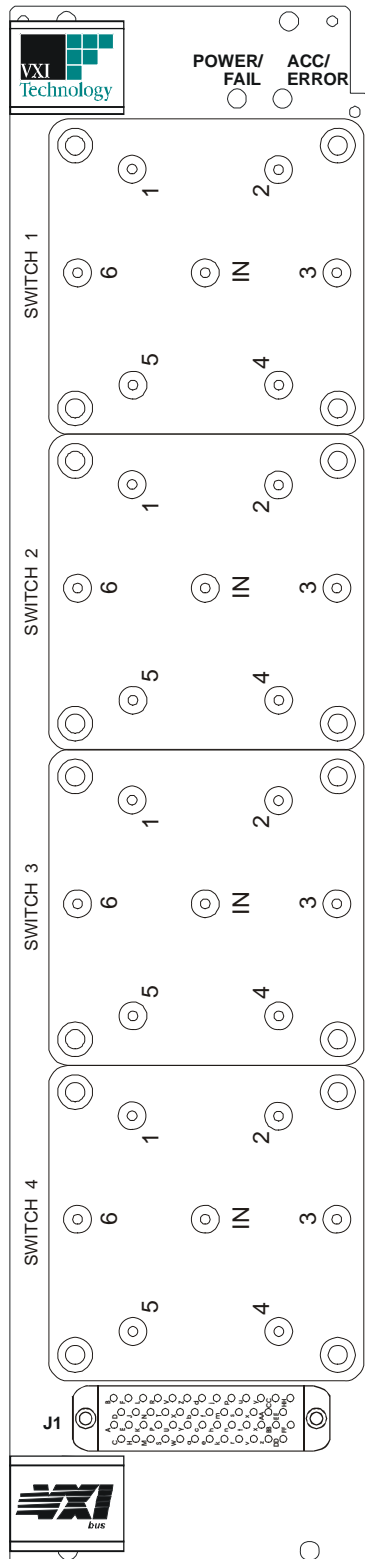 VXI
Technology
POWER/
FAIL
ACC/
ERROR
SWITCH 1
1
2
6
IN
3
5
4
SWITCH 2
1
2
6
IN
3
5
4
SWITCH 3
1
2
6
IN
3
5
4
SWITCH 4
1
2
6
IN
3
5
4
J1
VXI
bus